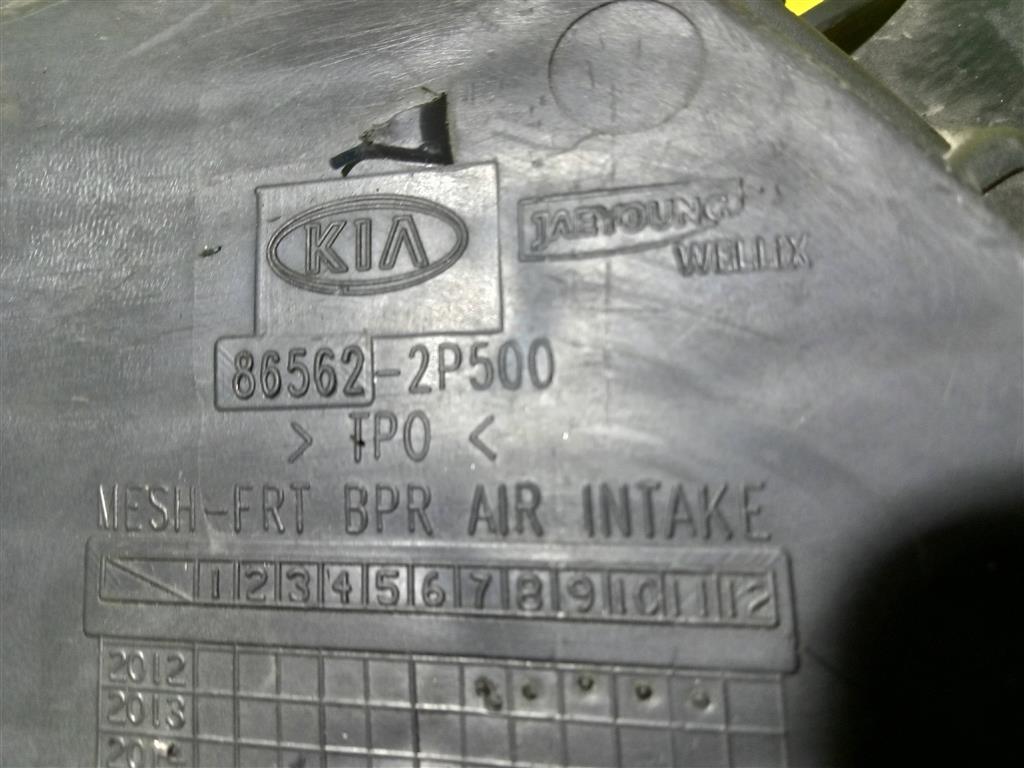 KIA
JAEYOUNG
WELLIX
86562-2P500
> TPO <
MESH-FRT BPR AIR INTAKE
1 2 3 4 5 6 7 8 9 10 11 12
2012
2013
2014